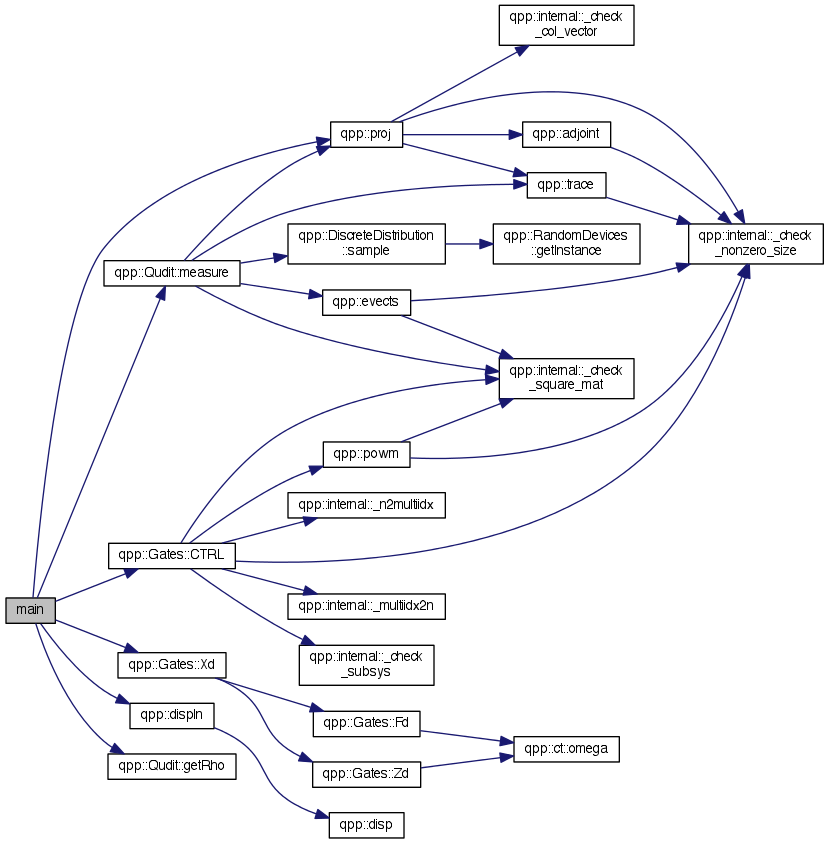 qpp::internal::_check
_col_vector
qpp::proj
qpp::adjoint
qpp::trace
qpp::DiscreteDistribution
::sample
qpp::RandomDevices
::getInstance
qpp::internal::_check
_nonzero_size
qpp::Qudit::measure
qpp::evects
qpp::internal::_check
_square_mat
qpp::powm
qpp::internal::_n2multiidx
qpp::Gates::CTRL
qpp::internal::_multiidx2n
main
qpp::internal::_check
_subsys
qpp::Gates::Xd
qpp::displn
qpp::Gates::Fd
qpp::ct::omega
qpp::Qudit::getRho
qpp::Gates::Zd
qpp::disp